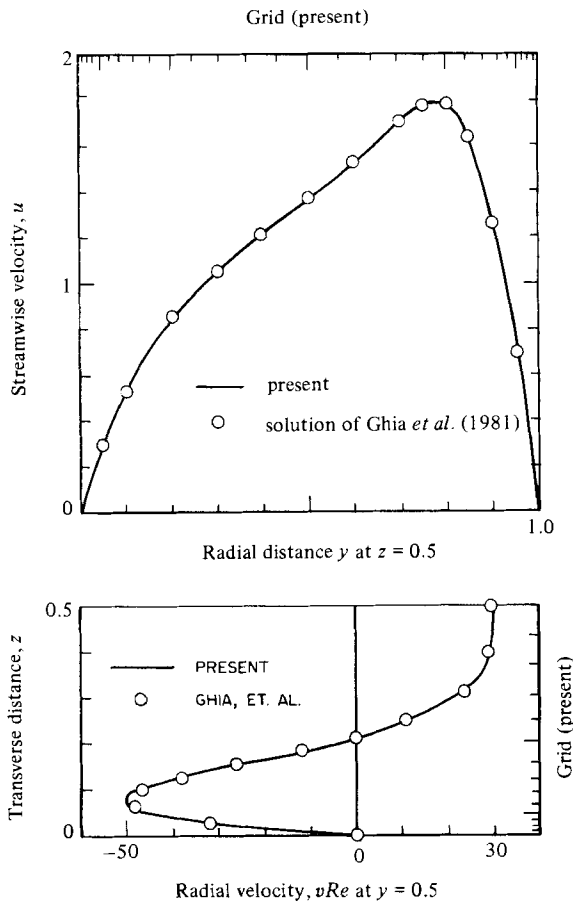 Grid (present)
2
1
0
1.0
Streamwise velocity, u
present
solution of Ghia et al. (1981)
Radial distance y at z = 0.5
0.5
0
Transverse distance, z
PRESENT
GHIA, ET. AL.
Grid (present)
−50
0
30
Radial velocity, vRe at y = 0.5